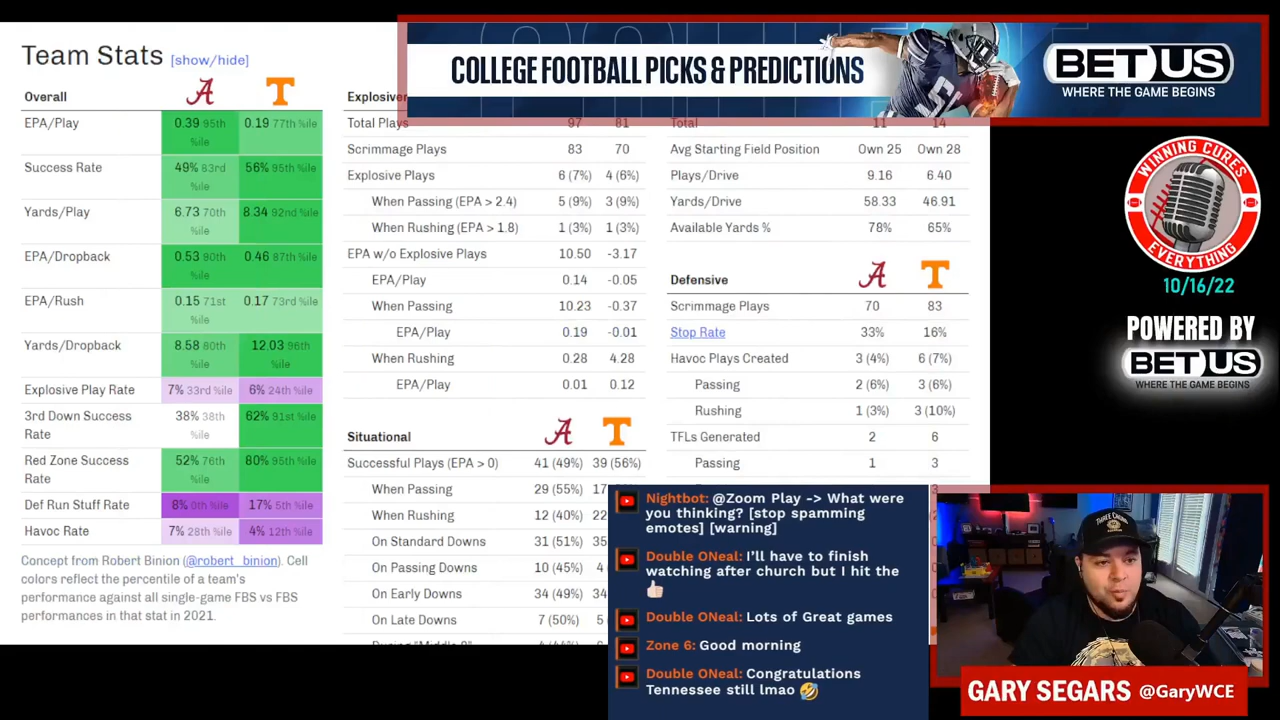 Team Stats [show/hide]
Overall
EPA/Play 0.39 95th %ile 0.19 77th %ile
Success Rate 49% 83rd %ile 56% 95th %ile
Yards/Play 6.73 70th %ile 8.34 92nd %ile
EPA/Dropback 0.53 90th %ile 0.46 87th %ile
EPA/Rush 0.15 71st %ile 0.17 73rd %ile
Yards/Dropback 8.58 80th %ile 12.03 96th %ile
Explosive Play Rate 7% 33rd %ile 6% 24th %ile
3rd Down Success Rate 38% 38th %ile 62% 91st %ile
Red Zone Success Rate 52% 76th %ile 80% 95th %ile
Def Run Stuff Rate 8% 0th %ile 17% 5th %ile
Havoc Rate 7% 28th %ile 4% 12th %ile
Concept from Robert Binion (@robert_binion). Cell
colors reflect the percentile of a team's
performance against all single-game FBS vs FBS
performances in that stat in 2021.
Total Plays 97 81
Scrimmage Plays 83 70
Explosive Plays 6 (7%) 4 (6%)
When Passing (EPA > 2.4) 5 (9%) 3 (9%)
When Rushing (EPA > 1.8) 1 (3%) 1 (3%)
EPA w/o Explosive Plays 10.50 -3.17
EPA/Play 0.14 -0.05
When Passing 10.23 -0.37
EPA/Play 0.19 -0.01
When Rushing 0.28 4.28
EPA/Play 0.01 0.12
Situational
Successful Plays (EPA > 0) 41 (49%) 39 (56%)
When Passing 29 (55%) 17
When Rushing 12 (40%) 22
On Standard Downs 31 (51%) 35
On Passing Downs 10 (45%) 4
On Early Downs 34 (49%) 34
On Late Downs 7 (50%) 5
Total 11 14
Avg Starting Field Position Own 25 Own 28
Plays/Drive 9.16 6.40
Yards/Drive 58.33 46.91
Available Yards % 78% 65%
Defensive
Scrimmage Plays 70 83
Stop Rate 33% 16%
Havoc Plays Created 3 (4%) 6 (7%)
Passing 2 (6%) 3 (6%)
Rushing 1 (3%) 3 (10%)
TFLs Generated 2 6
Passing 1 3
COLLEGE FOOTBALL PICKS & PREDICTIONS
BETUS
WHERE THE GAME BEGINS
WINNING CURES
EVERYTHING
10/16/22
POWERED BY
BETUS
WHERE THE GAME BEGINS
Nightbot: @Zoom Play -> What were
you thinking? [stop spamming
emotes] [warning]
Double ONeal: I'll have to finish
watching after church but I hit the
Double ONeal: Lots of Great games
Zone 6: Good morning
Double ONeal: Congratulations
Tennessee still lmao
GARY SEGARS @GaryWCE